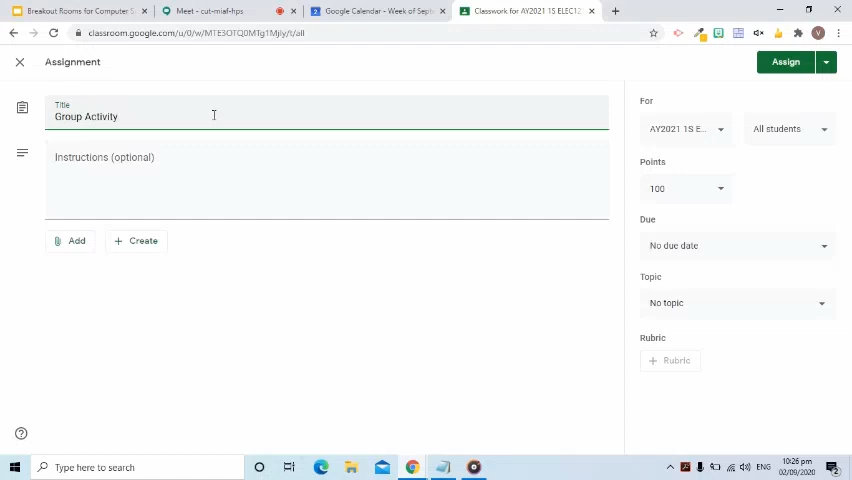 Breakout Rooms for Computer S
Meet - cut-miaf-hps
Google Calendar - Week of Sept
Classwork for AY2021 1S ELEC12
classroom.google.com/u/0/w/MTE3OTQ0MTg1MjIy/t/all
Assignment
Assign
Title
Group Activity
Instructions (optional)
Add
Create
For
AY2021 1S E...
All students
Points
100
Due
No due date
Topic
No topic
Rubric
Rubric
Type here to search
ENG
10:26 pm
02/09/2020